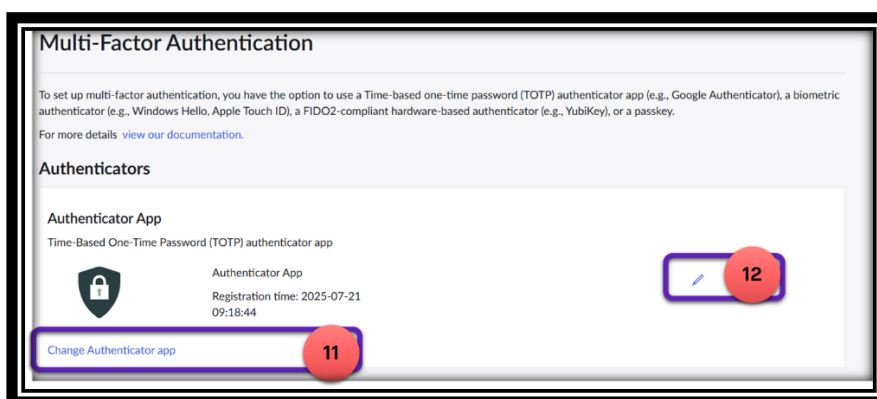 Multi-Factor Authentication
To set up multi-factor authentication, you have the option to use a Time-based one-time password (TOTP) authenticator app (e.g., Google Authenticator), a biometric
authenticator (e.g., Windows Hello, Apple Touch ID), a FIDO2-compliant hardware-based authenticator (e.g., YubiKey), or a passkey.
For more details view our documentation.
Authenticators
Authenticator App
Time-Based One-Time Password (TOTP) authenticator app
Authenticator App
Registration time: 2025-07-21
09:18:44
12
Change Authenticator app
11